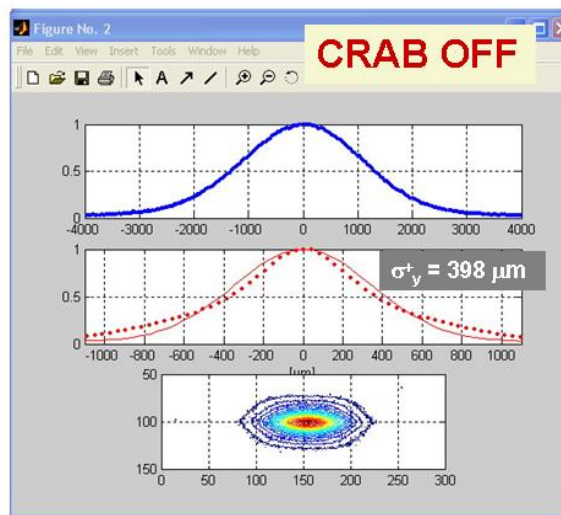 Figure No. 2
CRAB OFF
File Edit View Insert Tools Window Help
1
0.5
0
-4000 -3000 -2000 -1000 0 1000 2000 3000 4000
1
σ⁺y = 398 μm
0.5
0
-1000 -800 -600 -400 -200 0 200 400 600 800 1000
[μm]
50
100
150
0 50 100 150 200 250 300